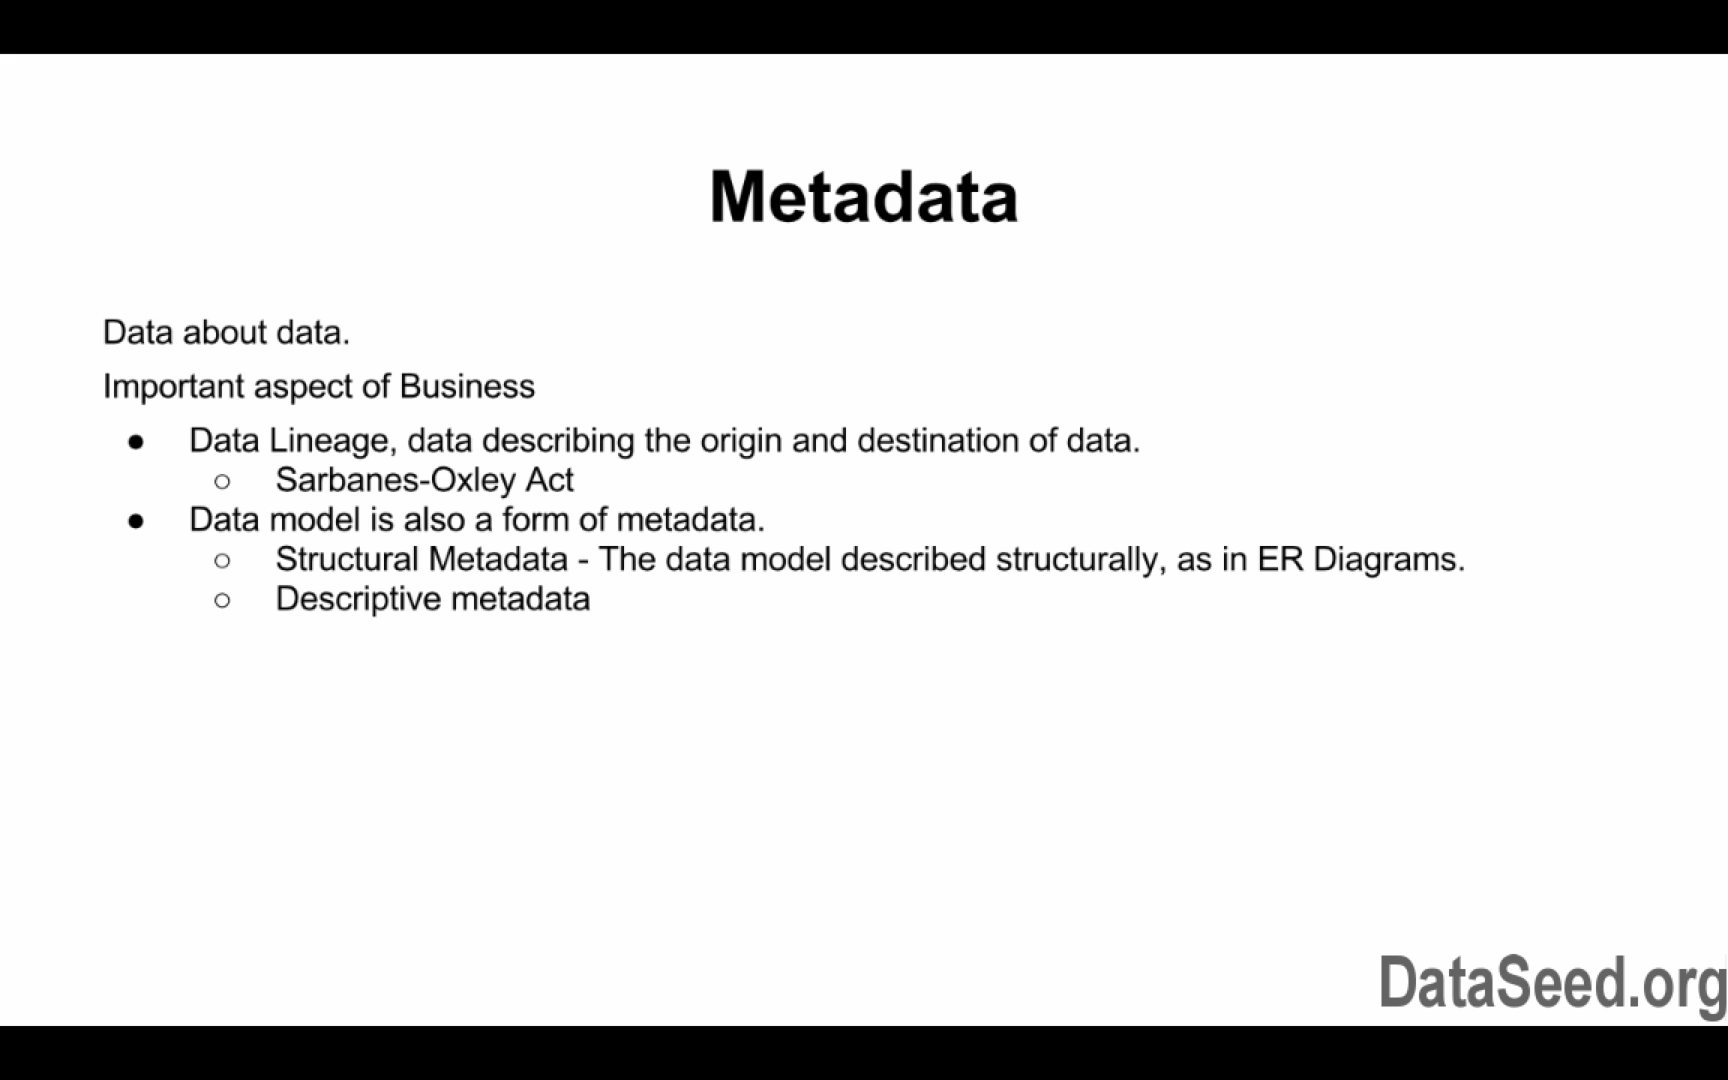 Metadata
Data about data.
Important aspect of Business
● Data Lineage, data describing the origin and destination of data.
○ Sarbanes-Oxley Act
● Data model is also a form of metadata.
○ Structural Metadata - The data model described structurally, as in ER Diagrams.
○ Descriptive metadata
DataSeed.org